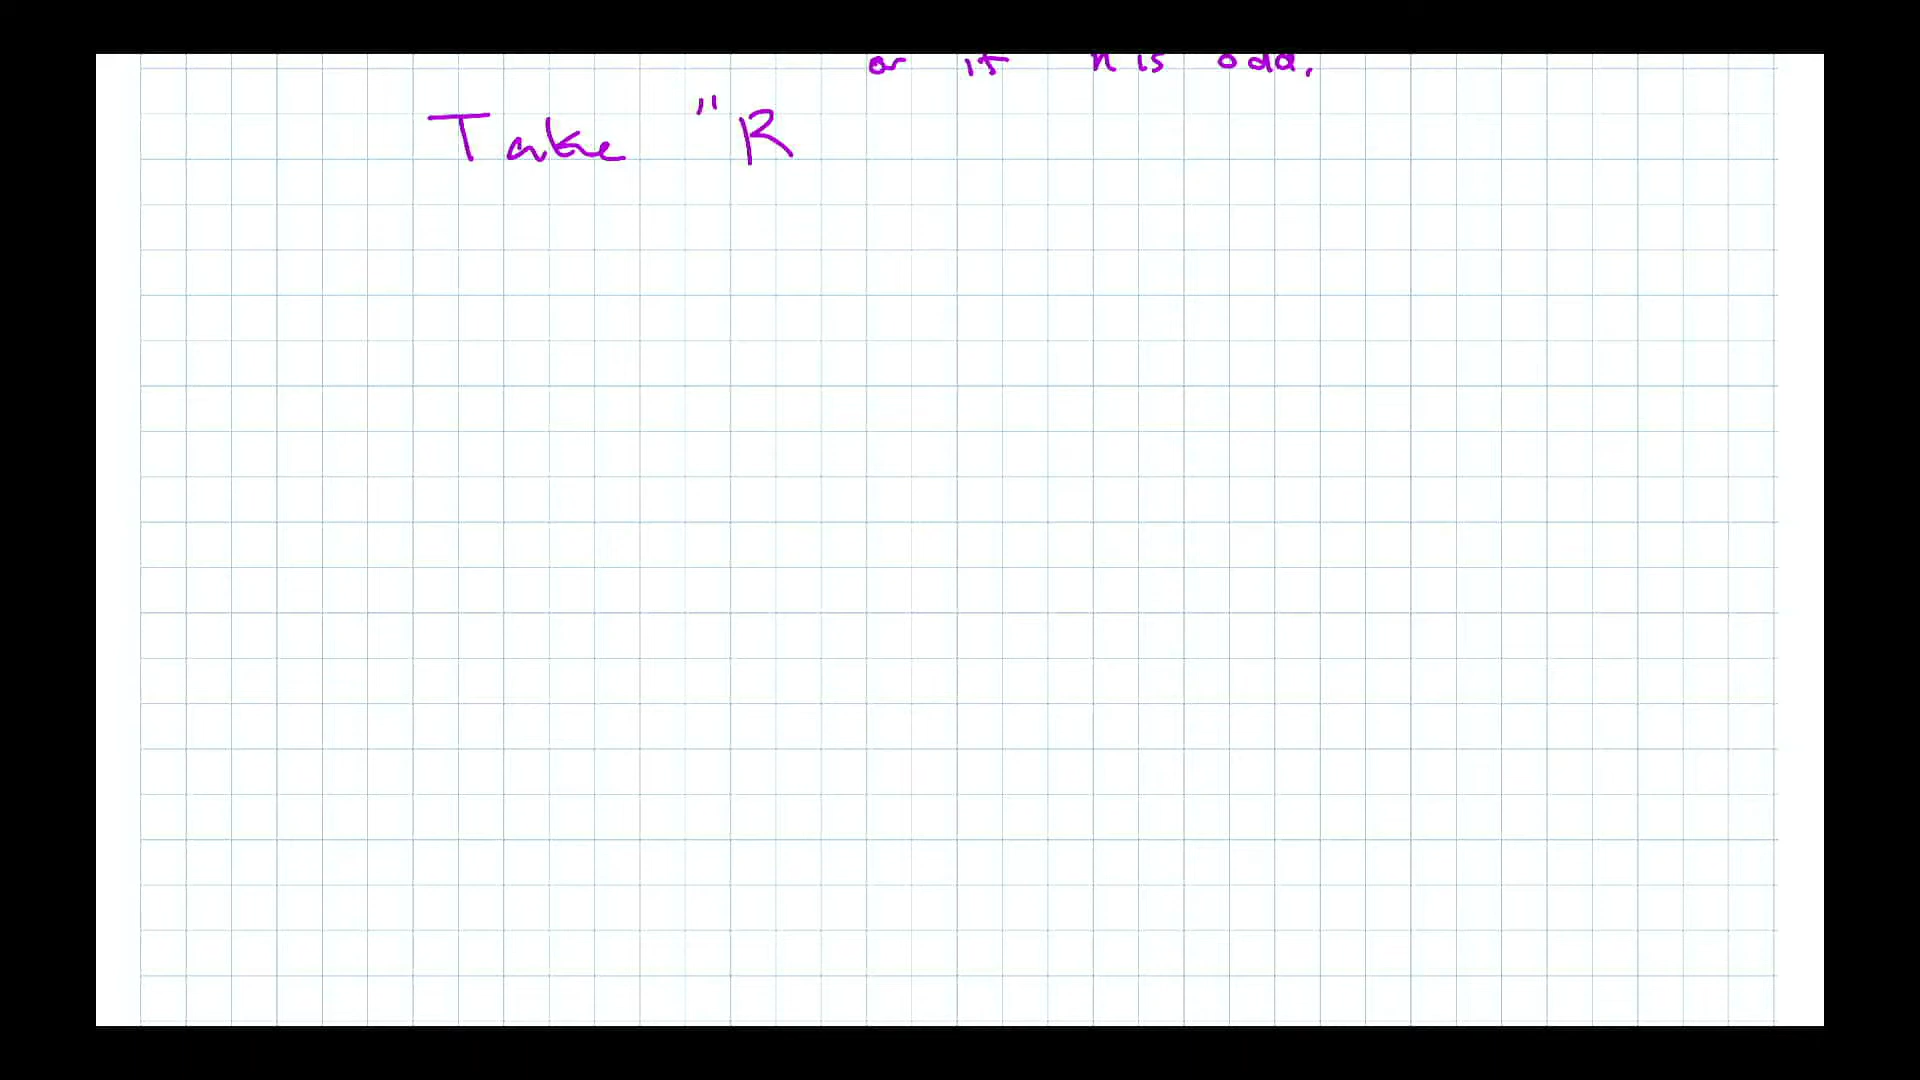 or if n is odd.
Take "R